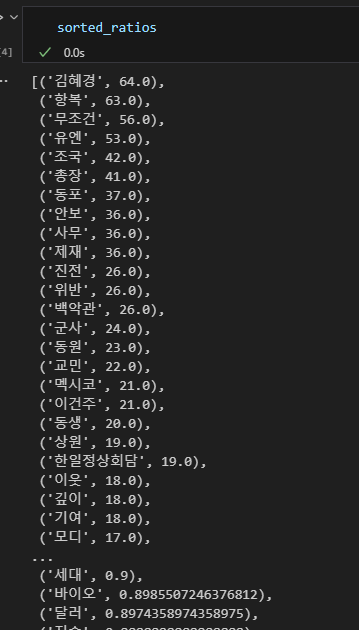 sorted_ratios
[4]
0.0s
[('김혜경', 64.0),
('항복', 63.0),
('무조건', 56.0),
('유엔', 53.0),
('조국', 42.0),
('총장', 41.0),
('동포', 37.0),
('안보', 36.0),
('사무', 36.0),
('제재', 36.0),
('진전', 26.0),
('위반', 26.0),
('백악관', 26.0),
('군사', 24.0),
('동원', 23.0),
('교민', 22.0),
('멕시코', 21.0),
('이건주', 21.0),
('동생', 20.0),
('상원', 19.0),
('한일정상회담', 19.0),
('이웃', 18.0),
('깊이', 18.0),
('기여', 18.0),
('모디', 17.0),
...
('세대', 0.9),
('바이오', 0.8985507246376812),
('달러', 0.8974358974358975),